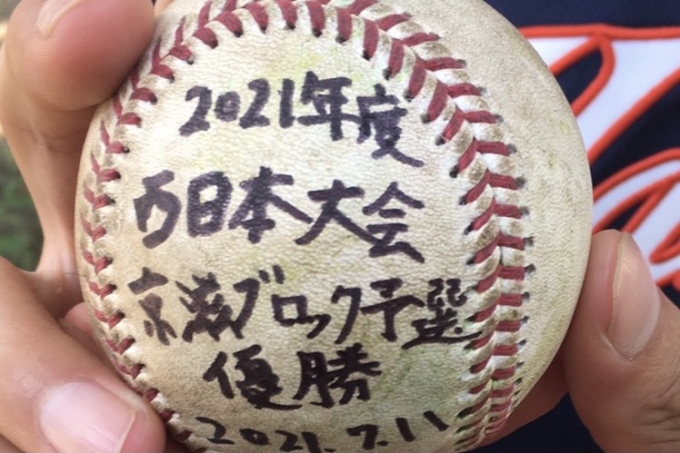 2021年度
西日本大会
京滋ブロック予選
優勝
2021.7.11